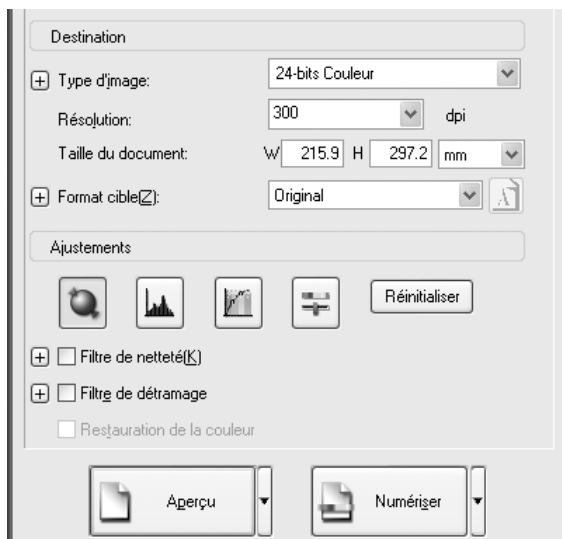 Destination
Type d'image: 24-bits Couleur
Résolution: 300 dpi
Taille du document: W 215.9 H 297.2 mm
Format cible(Z): Original
Ajustements
Réinitialiser
Filtre de netteté(K)
Filtre de détramage
Restauration de la couleur
Aperçu Numériser